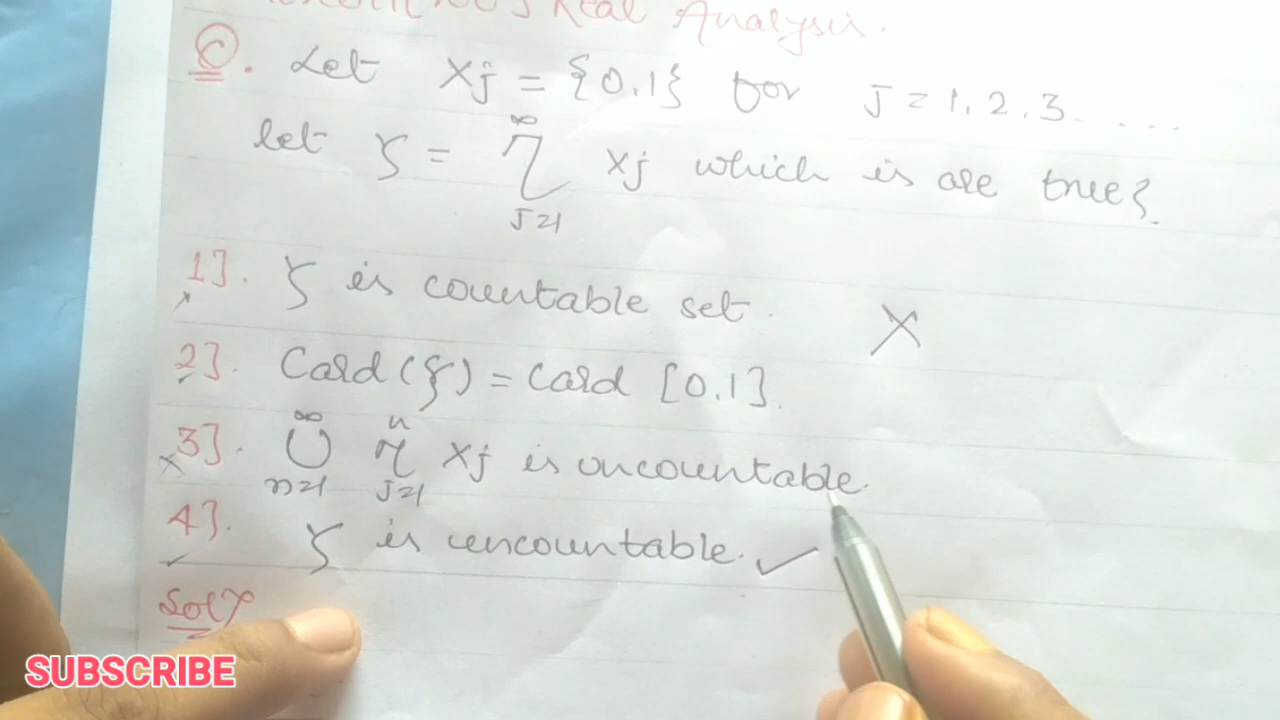 Real Analysis.
Q. Let Xj = {0,1} for J = 1, 2, 3. ....
let ζ = ∞ η J=1 Xj which is are true?.
1]. ζ is countable set. X
2]. Card (ξ) = Card [0,1].
3]. ∞ ∪ n=1 n η J=1 Xj is uncountable.
4]. ζ is uncountable. ✓
Sol
SUBSCRIBE